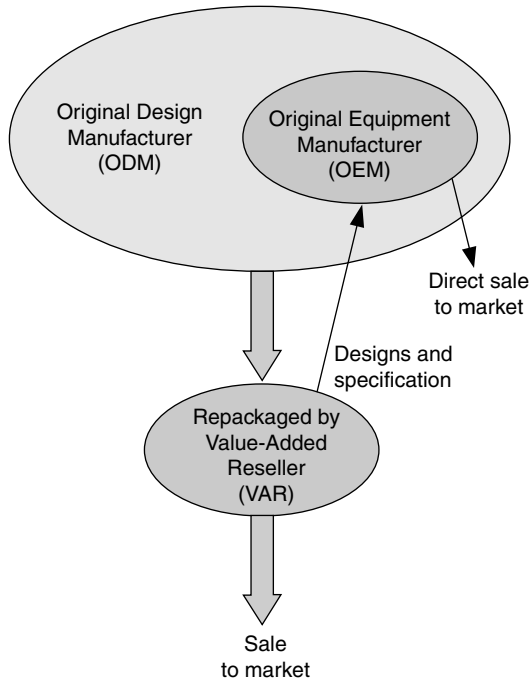 Original Design
Manufacturer
(ODM)
Original Equipment
Manufacturer
(OEM)
Direct sale
to market
Designs and
specification
Repackaged by
Value-Added
Reseller
(VAR)
Sale
to market